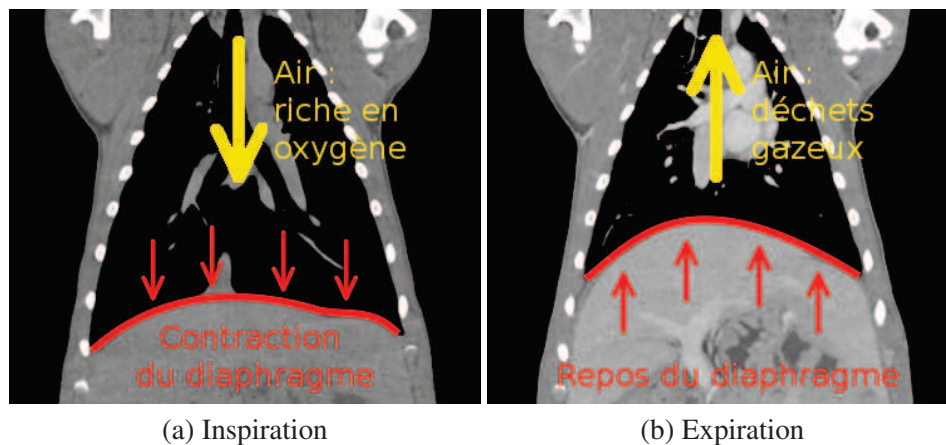 Air :
riche en
oxygène
Contraction
du diaphragme
Air :
déchets
gazeux
Repos du diaphragme
(a) Inspiration
(b) Expiration